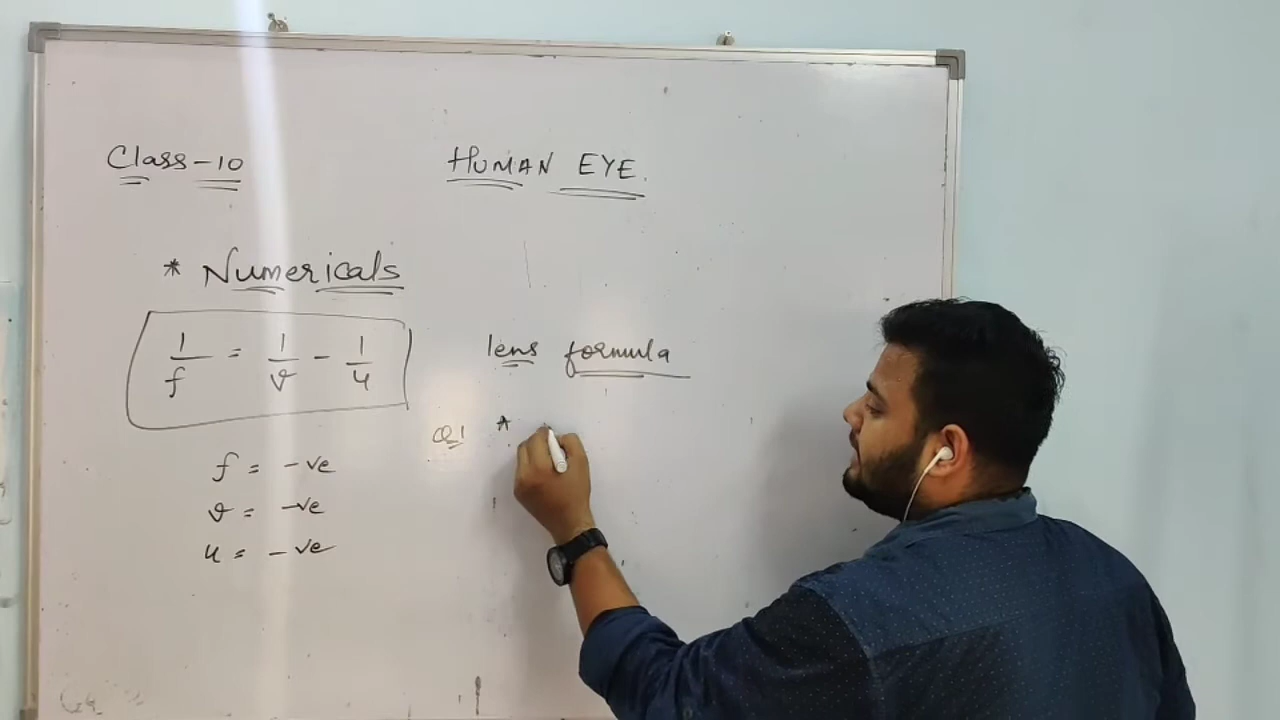 Class-10
HUMAN EYE.
* Numericals
1/f = 1/v - 1/u
lens formula
f = -ve
v = -ve
u = -ve
Q1 *